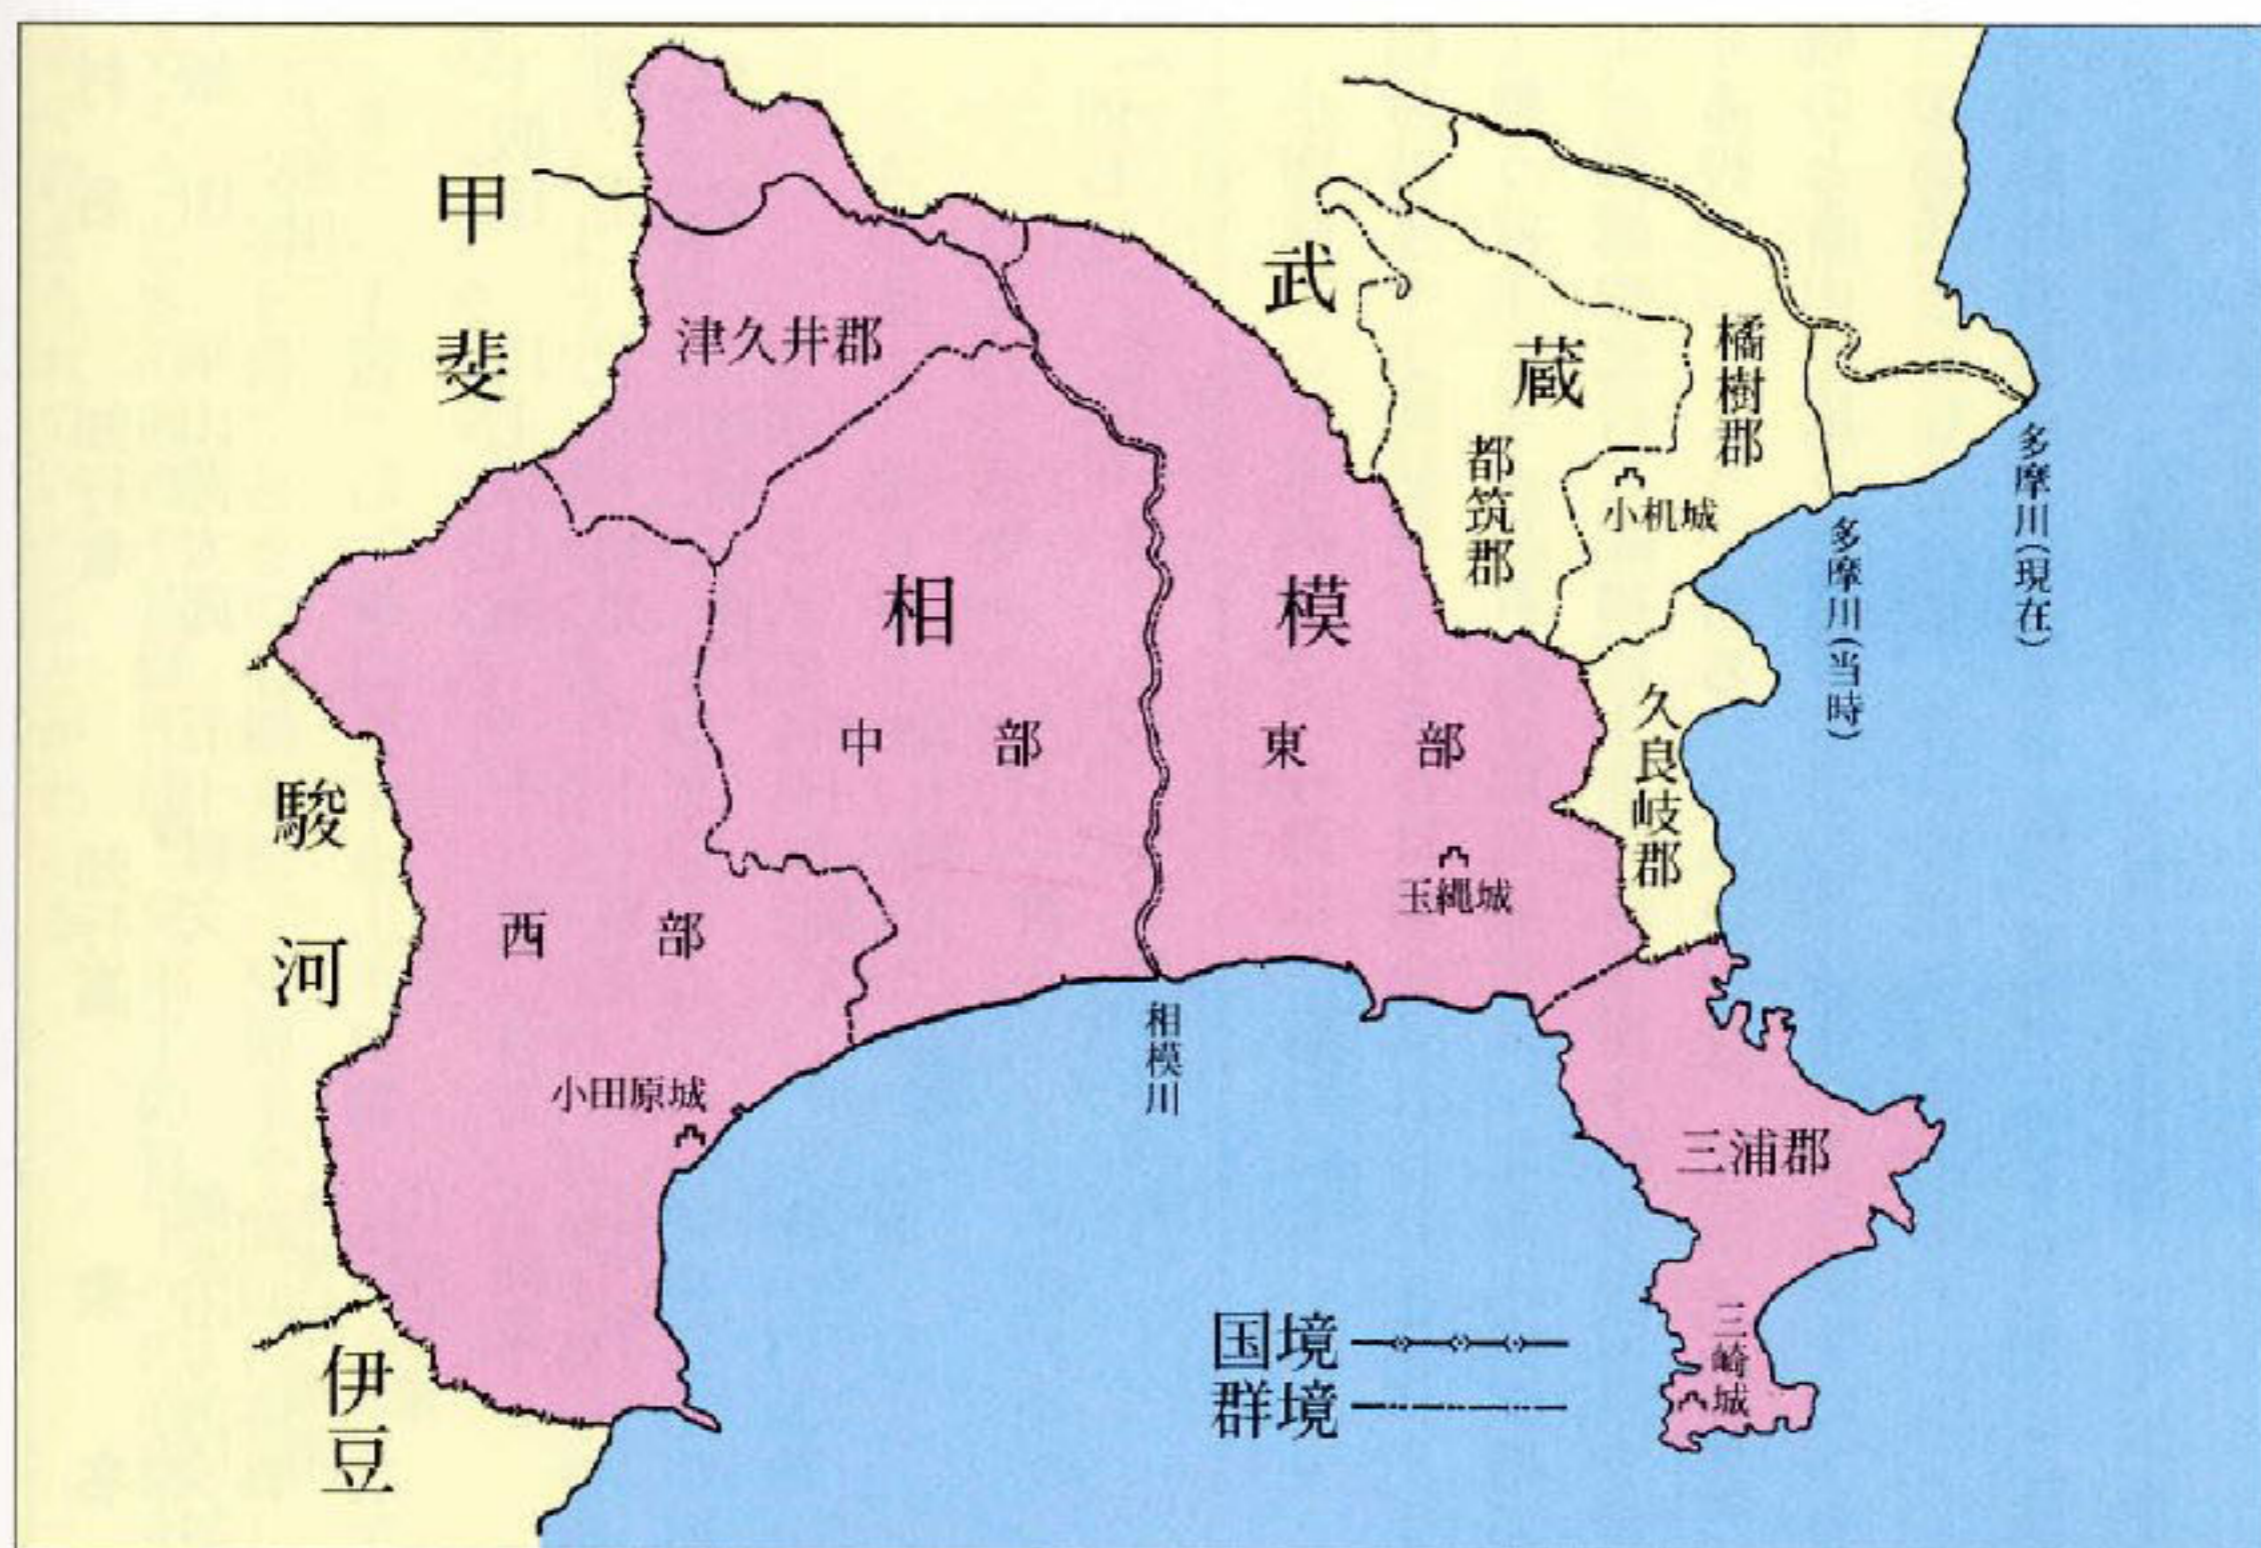 甲斐
武蔵
津久井郡
橘樹郡
都筑郡
小机城
多摩川(現在)
多摩川(当時)
相模
中部
東部
久良岐郡
玉縄城
駿河
西部
小田原城
相模川
三浦郡
三崎城
伊豆
国境
群境